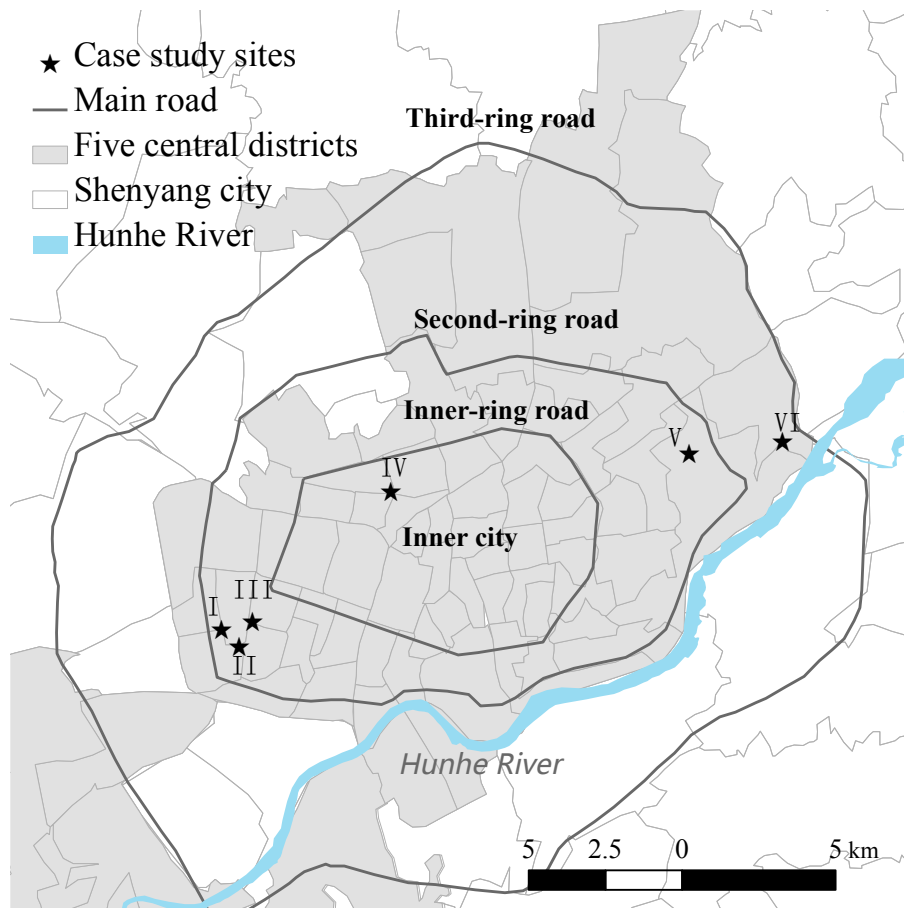 Case study sites
Main road
Five central districts
Shenyang city
Hunhe River
Third-ring road
Second-ring road
Inner-ring road
VI
V
IV
Inner city
III
I
II
Hunhe River
5 2.5 0 5 km